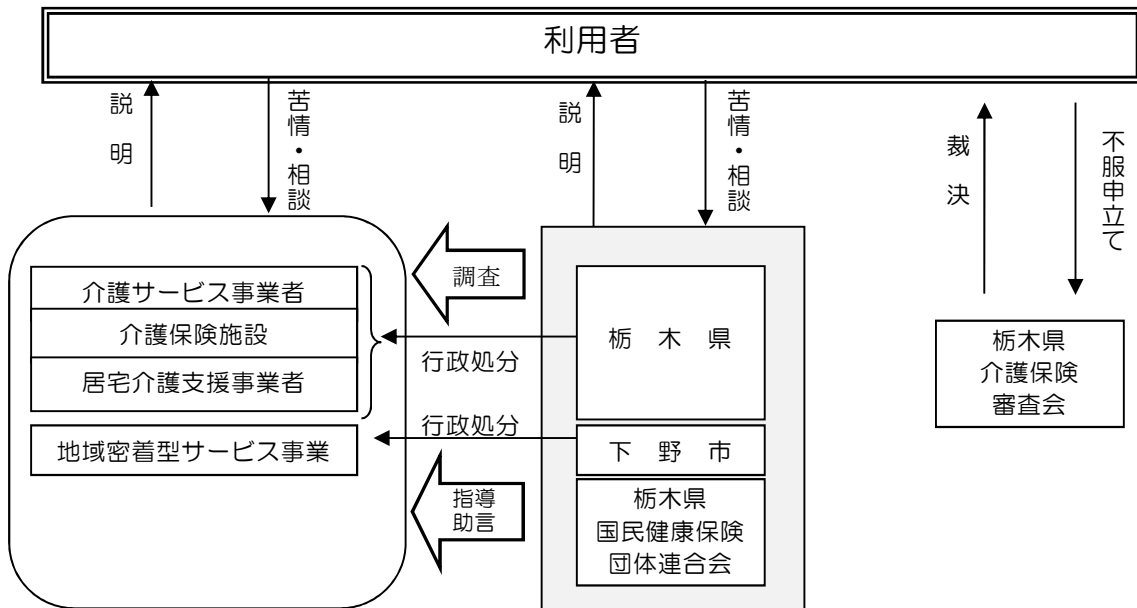 利用者
説明
苦情・相談
説明
苦情・相談
裁決
不服申立て
介護サービス事業者
介護保険施設
居宅介護支援事業者
地域密着型サービス事業
調査
行政処分
行政処分
指導
助言
栃木県
下野市
栃木県
国民健康保険
団体連合会
栃木県
介護保険
審査会